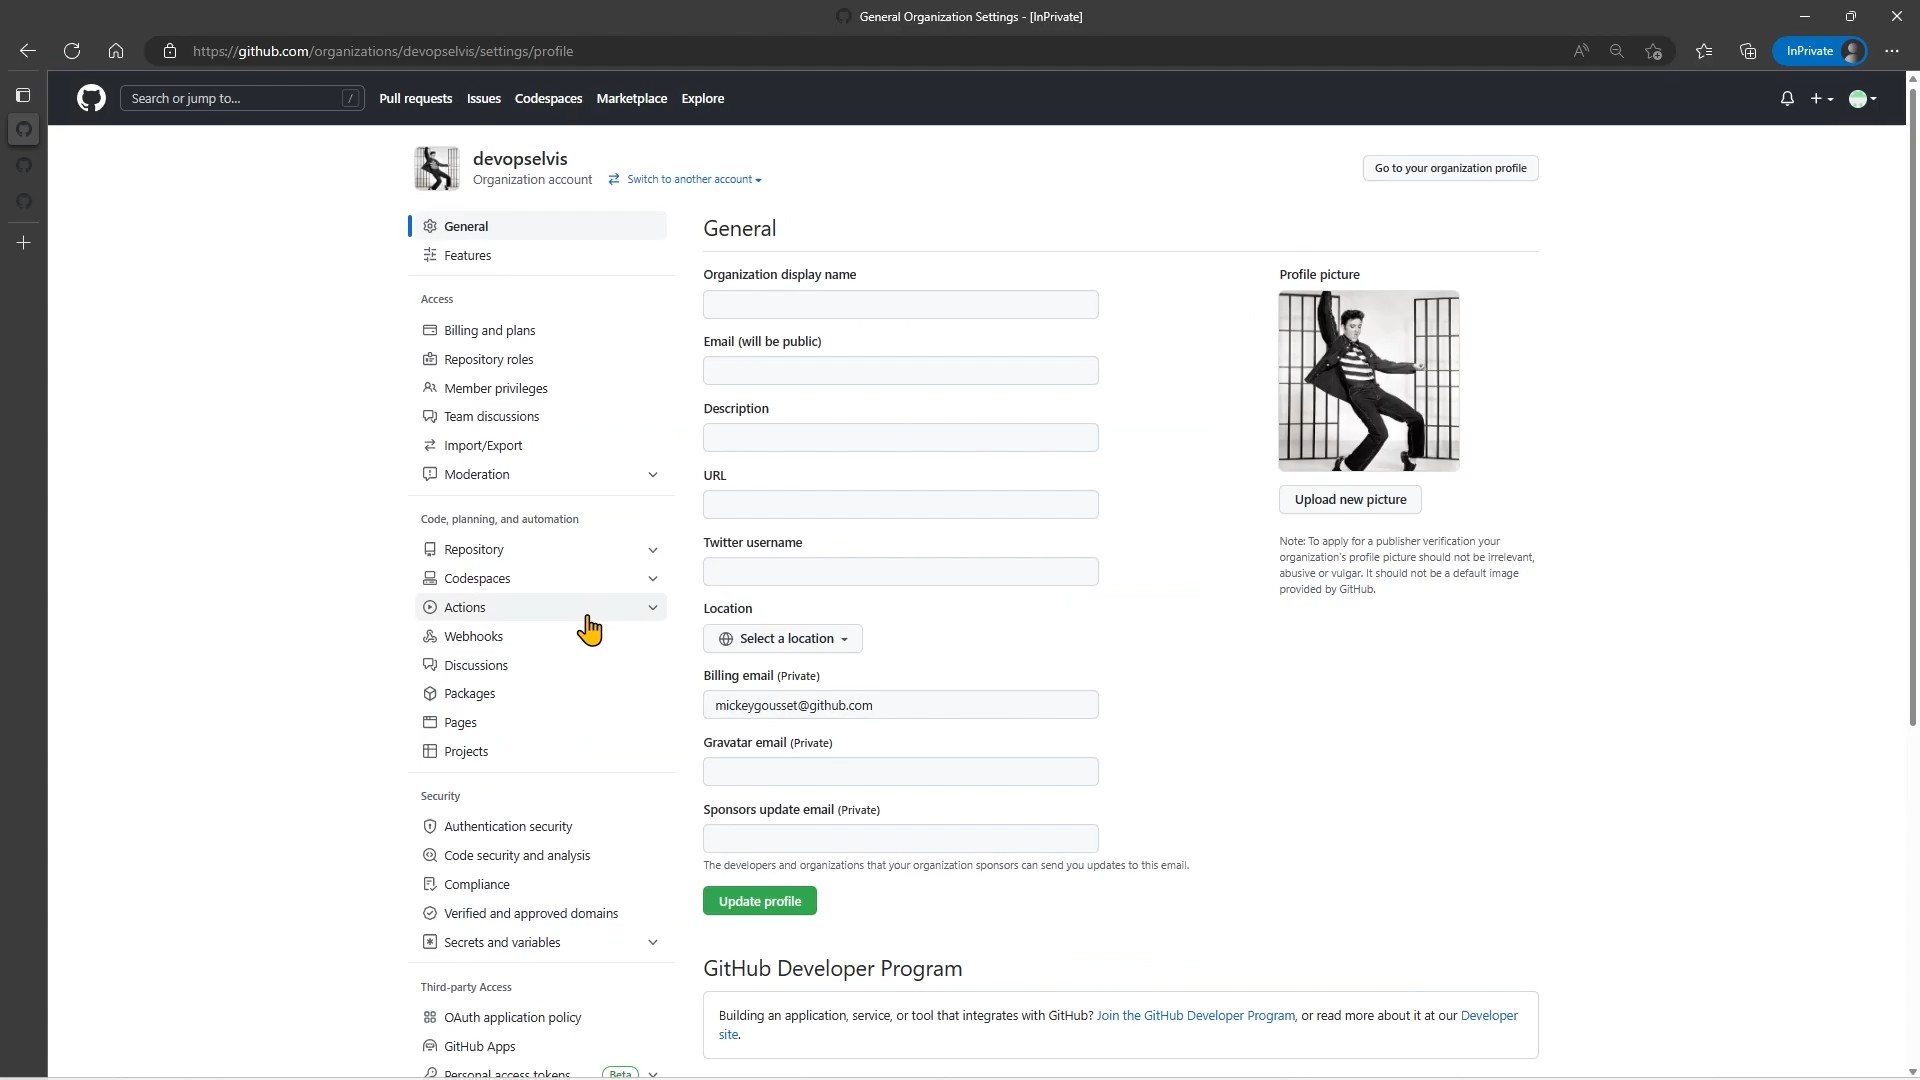 General Organization Settings - [InPrivate]
https://github.com/organizations/devopselvis/settings/profile
InPrivate
Search or jump to...
/
Pull requests
Issues
Codespaces
Marketplace
Explore
devopselvis
Organization account
Switch to another account
Go to your organization profile
General
Features
Access
Billing and plans
Repository roles
Member privileges
Team discussions
Import/Export
Moderation
Code, planning, and automation
Repository
Codespaces
Actions
Webhooks
Discussions
Packages
Pages
Projects
Security
Authentication security
Code security and analysis
Compliance
Verified and approved domains
Secrets and variables
Third-party Access
OAuth application policy
GitHub Apps
Personal access tokens
Beta
General
Organization display name
Email (will be public)
Description
URL
Twitter username
Location
Select a location
Billing email (Private)
mickeygousset@github.com
Gravatar email (Private)
Sponsors update email (Private)
The developers and organizations that your organization sponsors can send you updates to this email.
Update profile
Profile picture
Upload new picture
Note: To apply for a publisher verification your
organization's profile picture should not be irrelevant,
abusive or vulgar. It should not be a default image
provided by GitHub.
GitHub Developer Program
Building an application, service, or tool that integrates with GitHub? Join the GitHub Developer Program, or read more about it at our Developer
site.